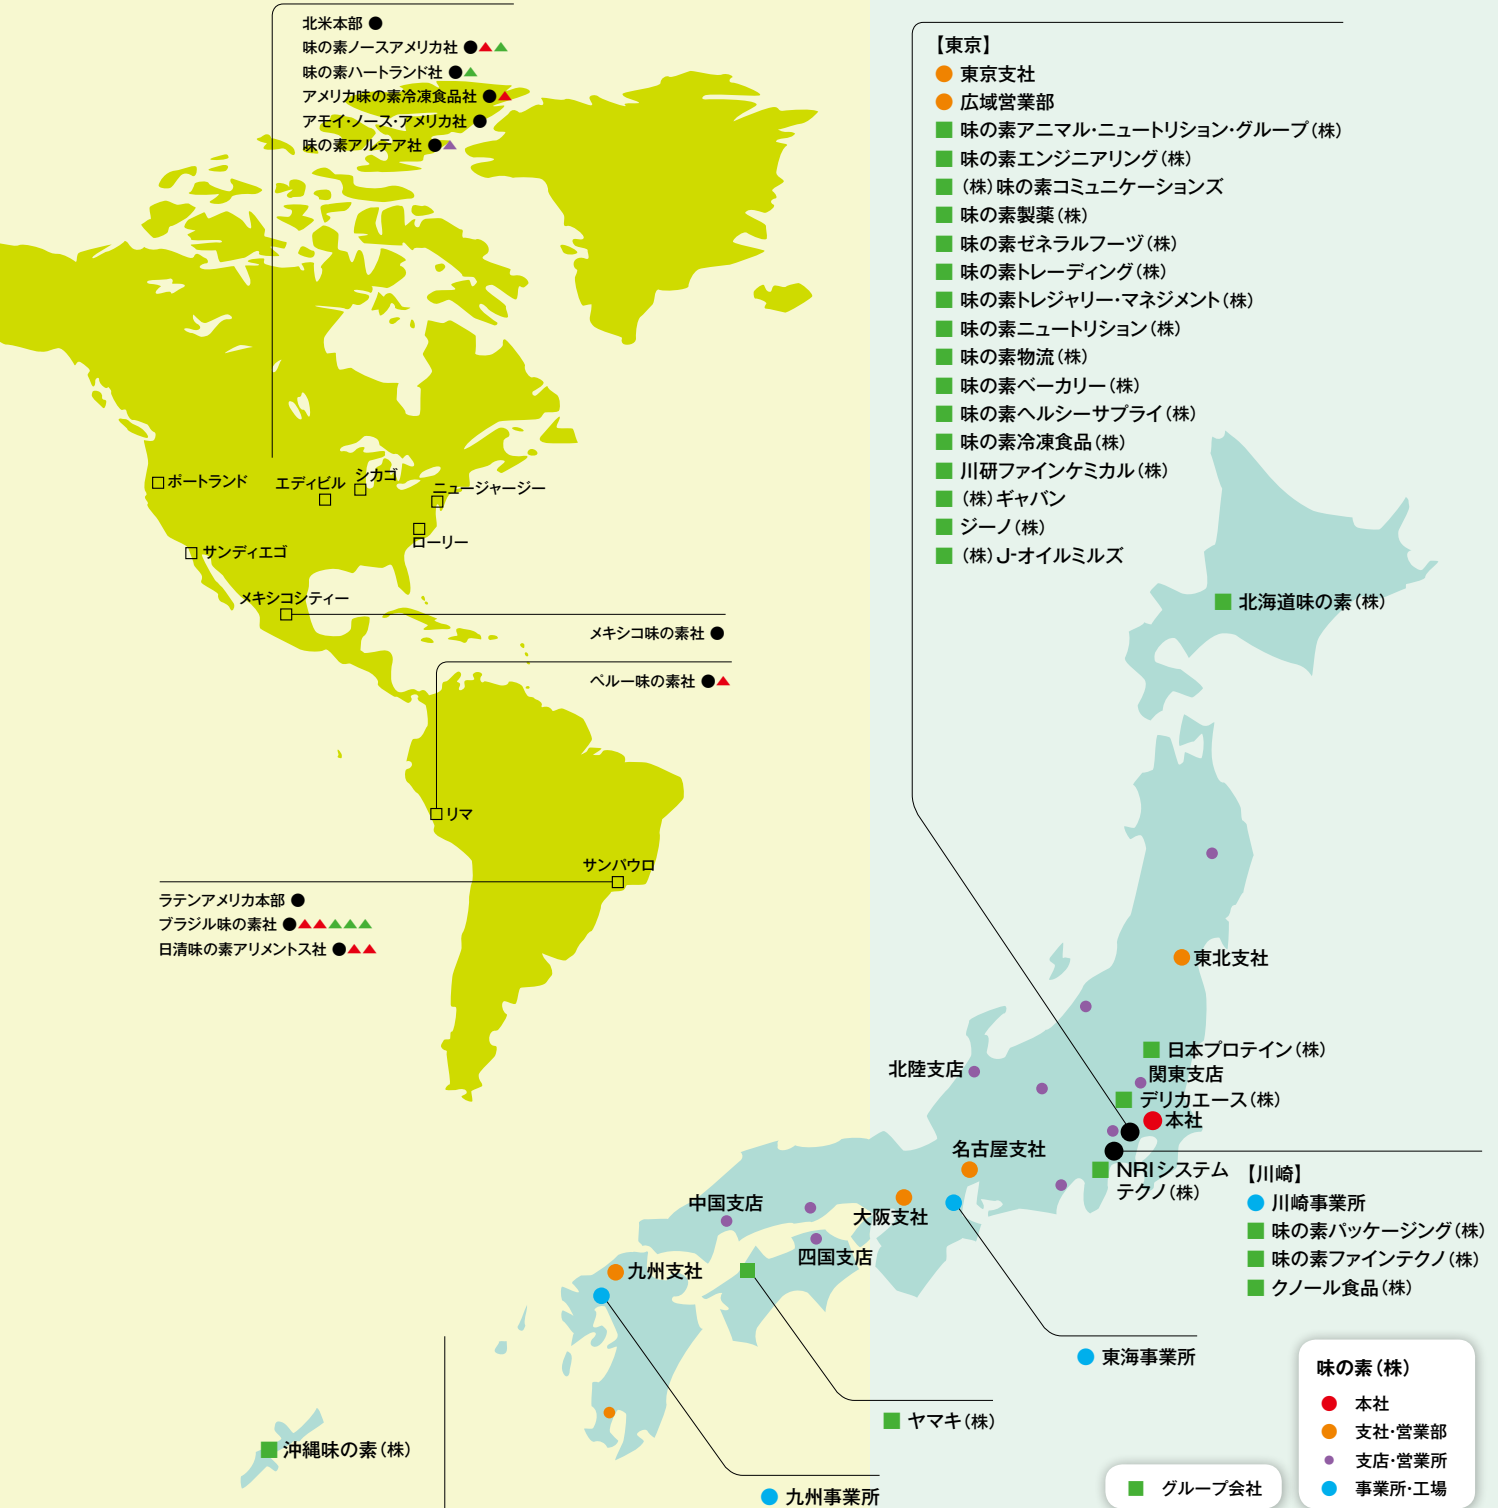 北米本部
味の素ノースアメリカ社
味の素ハートランド社
アメリカ味の素冷凍食品社
アモイ・ノース・アメリカ社
味の素アルテア社
ポートランド
エディビル
シカゴ
ニュージャージー
ローリー
サンディエゴ
メキシコシティー
メキシコ味の素社
ペルー味の素社
リマ
サンパウロ
ラテンアメリカ本部
ブラジル味の素社
日清味の素アリメントス社
【東京】
東京支社
広域営業部
味の素アニマル・ニュートリション・グループ(株)
味の素エンジニアリング(株)
(株)味の素コミュニケーションズ
味の素製薬(株)
味の素ゼネラルフーヅ(株)
味の素トレーディング(株)
味の素トレジャリー・マネジメント(株)
味の素ニュートリション(株)
味の素物流(株)
味の素ベーカリー(株)
味の素ヘルシーサプライ(株)
味の素冷凍食品(株)
川研ファインケミカル(株)
(株)ギャバン
ジーノ(株)
(株)J-オイルミルズ
北海道味の素(株)
東北支社
日本プロテイン(株)
北陸支店
関東支店
デリカエース(株)
本社
名古屋支社
NRIシステム
テクノ(株)
【川崎】
川崎事業所
味の素パッケージング(株)
味の素ファインテクノ(株)
クノール食品(株)
中国支店
大阪支社
四国支店
九州支社
東海事業所
ヤマキ(株)
沖縄味の素(株)
九州事業所
グループ会社
味の素(株)
本社
支社・営業部
支店・営業所
事業所・工場